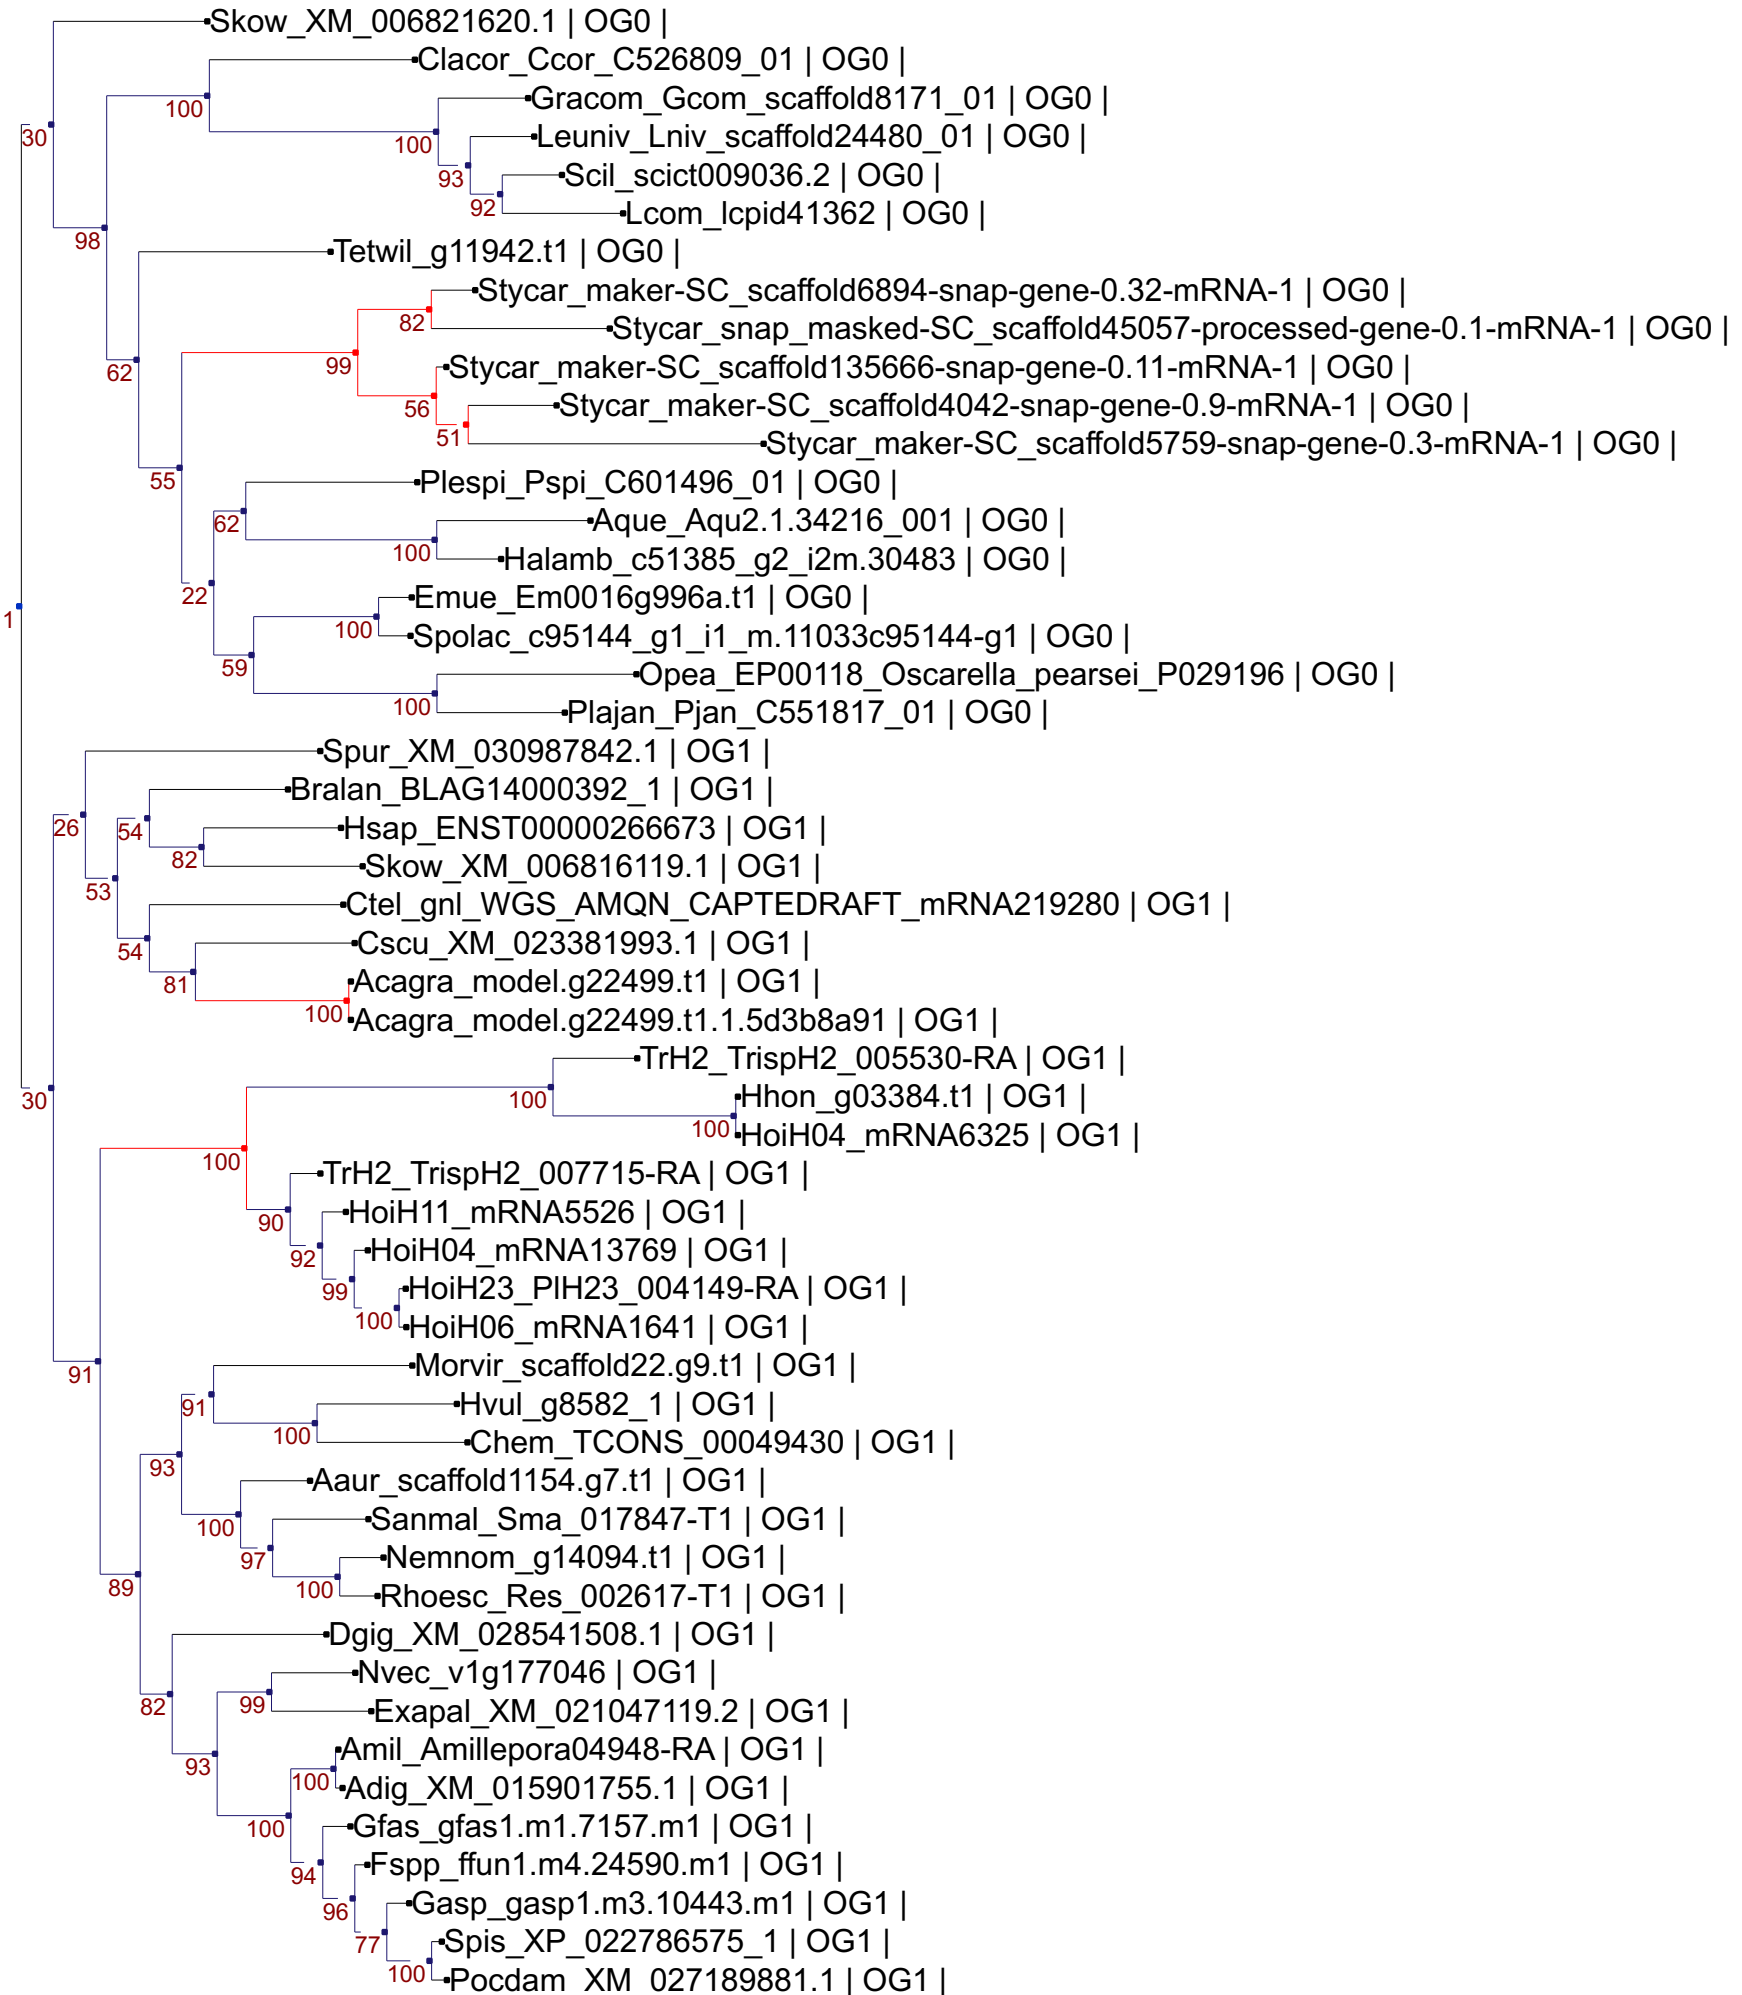 Skow_XM_006821620.1 | OG0 |
Clacor_Ccor_C526809_01 | OG0 |
100
Gracom_Gcom_scaffold8171_01 | OG0 |
30
100
Leuniv_Lniv_scaffold24480_01 | OG0 |
93
Scil_scict009036.2 | OG0 |
92
Lcom_lcpid41362 | OG0 |
98
Tetwil_g11942.t1 | OG0 |
Stycar_maker-SC_scaffold6894-snap-gene-0.32-mRNA-1 | OG0 |
82
Stycar_snap_masked-SC_scaffold45057-processed-gene-0.1-mRNA-1 | OG0 |
99
62
Stycar_maker-SC_scaffold135666-snap-gene-0.11-mRNA-1 | OG0 |
56
Stycar_maker-SC_scaffold4042-snap-gene-0.9-mRNA-1 | OG0 |
51
Stycar_maker-SC_scaffold5759-snap-gene-0.3-mRNA-1 | OG0 |
55
Plespi_Pspi_C601496_01 | OG0 |
62
Aque_Aqu2.1.34216_001 | OG0 |
100
Halamb_c51385_g2_i2m.30483 | OG0 |
22
Emue_Em0016g996a.t1 | OG0 |
1
100
Spolac_c95144_g1_i1_m.11033c95144-g1 | OG0 |
59
Opea_EP00118_Oscarella_pearsei_P029196 | OG0 |
100
Plajan_Pjan_C551817_01 | OG0 |
Spur_XM_030987842.1 | OG1 |
Bralan_BLAG14000392_1 | OG1 |
26
54
Hsap_ENST00000266673 | OG1 |
82
Skow_XM_006816119.1 | OG1 |
53
Ctel_gnl_WGS_AMQN_CAPTEDRAFT_mRNA219280 | OG1 |
54
Cscu_XM_023381993.1 | OG1 |
81
Acagra_model.g22499.t1 | OG1 |
100
Acagra_model.g22499.t1.1.5d3b8a91 | OG1 |
TrH2_TrispH2_005530-RA | OG1 |
30
100
Hhon_g03384.t1 | OG1 |
100
HoiH04_mRNA6325 | OG1 |
100
TrH2_TrispH2_007715-RA | OG1 |
90
HoiH11_mRNA5526 | OG1 |
92
HoiH04_mRNA13769 | OG1 |
99
HoiH23_PlH23_004149-RA | OG1 |
100
HoiH06_mRNA1641 | OG1 |
91
Morvir_scaffold22.g9.t1 | OG1 |
91
Hvul_g8582_1 | OG1 |
100
Chem_TCONS_00049430 | OG1 |
93
Aaur_scaffold1154.g7.t1 | OG1 |
100
Sanmal_Sma_017847-T1 | OG1 |
97
Nemnom_g14094.t1 | OG1 |
89
100
Rhoesc_Res_002617-T1 | OG1 |
Dgig_XM_028541508.1 | OG1 |
Nvec_v1g177046 | OG1 |
82
99
Exapal_XM_021047119.2 | OG1 |
Amil_Amillepora04948-RA | OG1 |
93
100
Adig_XM_015901755.1 | OG1 |
100
Gfas_gfas1.m1.7157.m1 | OG1 |
94
Fspp_ffun1.m4.24590.m1 | OG1 |
96
Gasp_gasp1.m3.10443.m1 | OG1 |
77
Spis_XP_022786575_1 | OG1 |
100
Pocdam_XM_027189881.1 | OG1 |